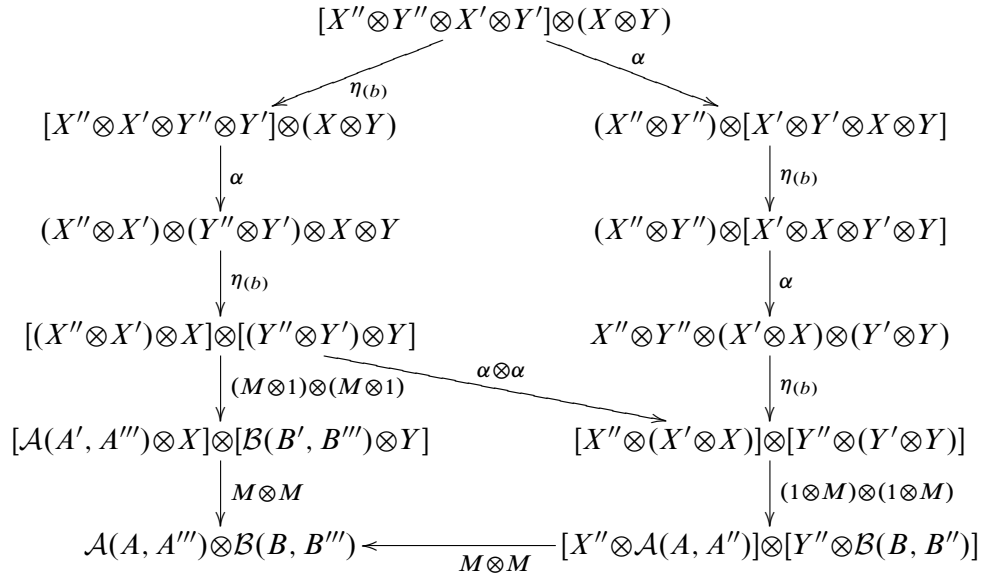 [X″⊗Y″⊗X′⊗Y′]⊗(X⊗Y)
η(b) α
[X″⊗X′⊗Y″⊗Y′]⊗(X⊗Y) (X″⊗Y″)⊗[X′⊗Y′⊗X⊗Y]
α η(b)
(X″⊗X′)⊗(Y″⊗Y′)⊗X⊗Y (X″⊗Y″)⊗[X′⊗X⊗Y′⊗Y]
η(b) α
[(X″⊗X′)⊗X]⊗[(Y″⊗Y′)⊗Y] X″⊗Y″⊗(X′⊗X)⊗(Y′⊗Y)
(M⊗1)⊗(M⊗1) α⊗α η(b)
[𝒜(A′, A‴)⊗X]⊗[ℬ(B′, B‴)⊗Y] [X″⊗(X′⊗X)]⊗[Y″⊗(Y′⊗Y)]
M⊗M (1⊗M)⊗(1⊗M)
𝒜(A, A‴)⊗ℬ(B, B‴) M⊗M [X″⊗𝒜(A, A″)]⊗[Y″⊗ℬ(B, B″)]